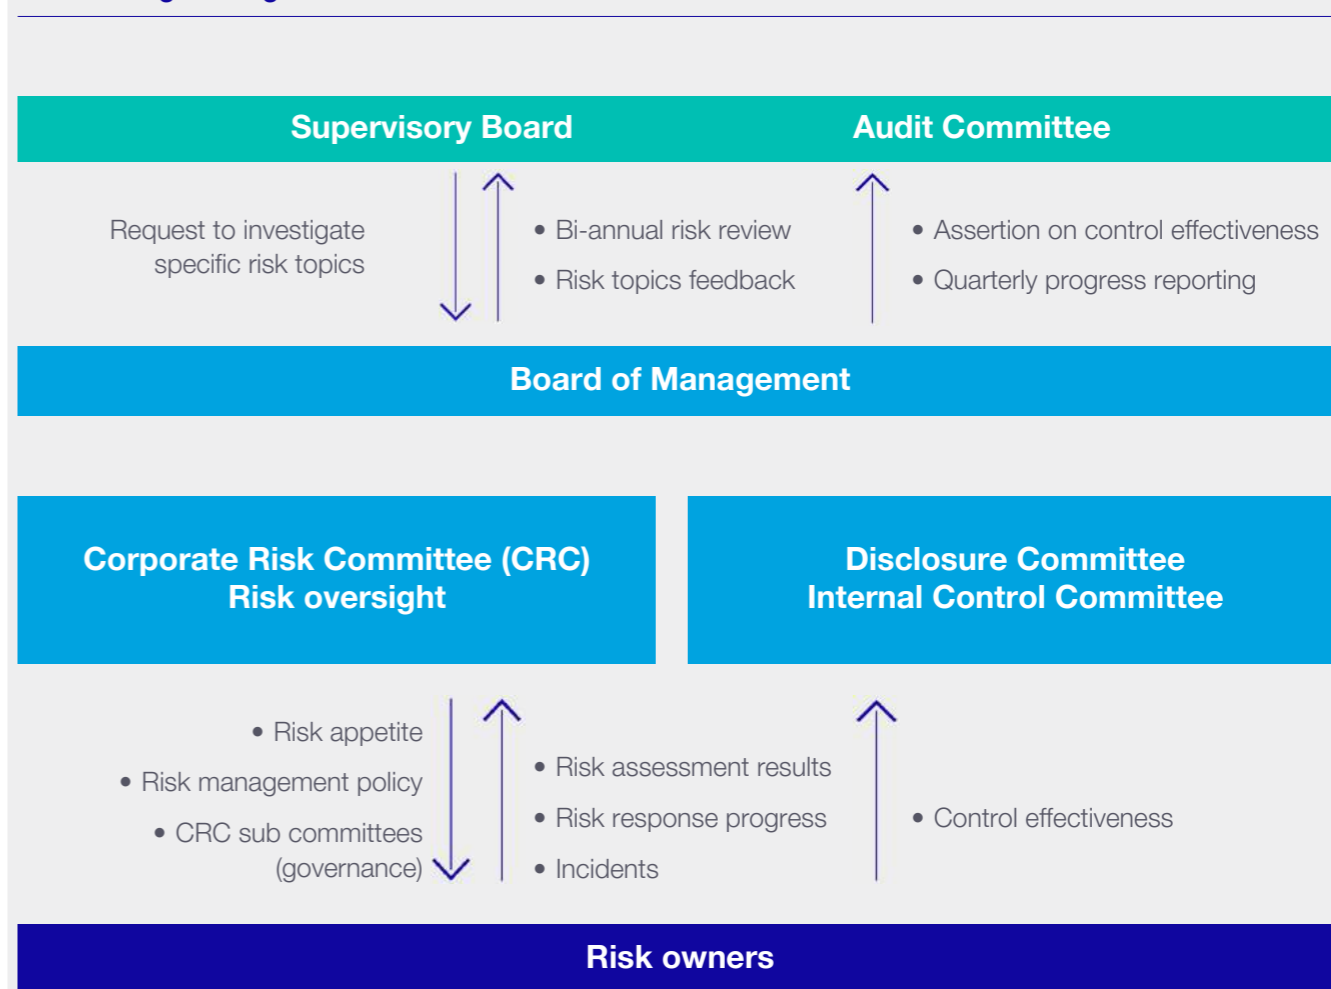 Supervisory Board
Audit Committee
Request to investigate
specific risk topics
• Bi-annual risk review
• Risk topics feedback
• Assertion on control effectiveness
• Quarterly progress reporting
Board of Management
Corporate Risk Committee (CRC)
Risk oversight
Disclosure Committee
Internal Control Committee
• Risk appetite
• Risk management policy
• CRC sub committees
(governance)
• Risk assessment results
• Risk response progress
• Incidents
• Control effectiveness
Risk owners